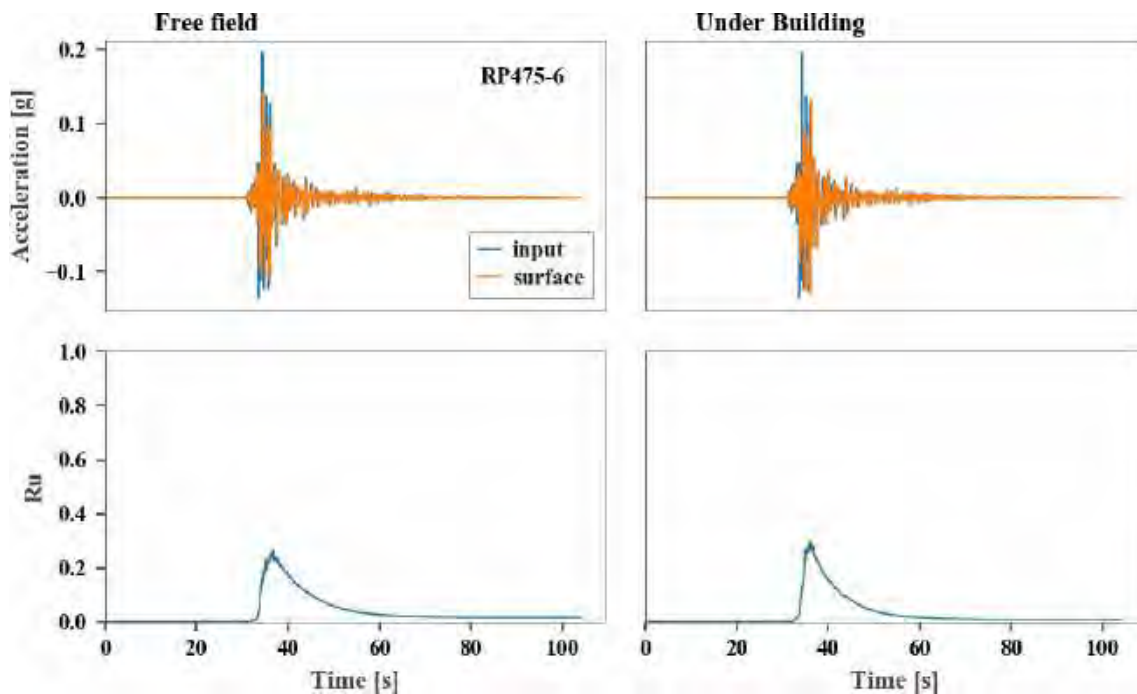 Free field
Under Building
Acceleration [g]
0.2
0.1
0.0
−0.1
RP475-6
input
surface
Ru
1.0
0.8
0.6
0.4
0.2
0.0
0 20 40 60 80 100
0 20 40 60 80 100
Time [s]
Time [s]